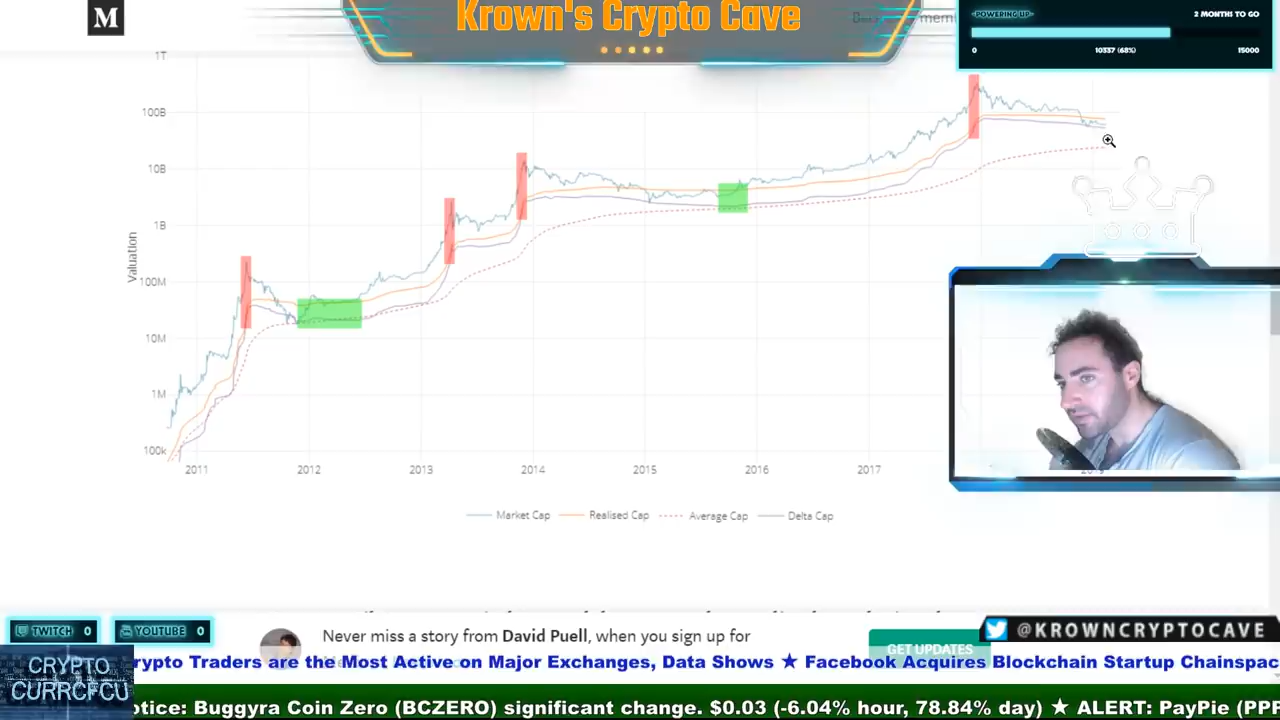 M
Krown's Crypto Cave
-POWERING UP-
2 MONTHS TO GO
0
10337 (68%)
15000
1T
100B
10B
1B
100M
10M
1M
100k
Valuation
2011
2012
2013
2014
2015
2016
2017
Market Cap
Realised Cap
Average Cap
Delta Cap
Never miss a story from David Puell, when you sign up for
GET UPDATES
TWITCH 0
YOUTUBE 0
@KROWNCRYPTOCAVE
CRYPTO
CURRCFCU
rypto Traders are the Most Active on Major Exchanges, Data Shows ★ Facebook Acquires Blockchain Startup Chainspac
otice: Buggyra Coin Zero (BCZERO) significant change. $0.03 (-6.04% hour, 78.84% day) ★ ALERT: PayPie (PPP